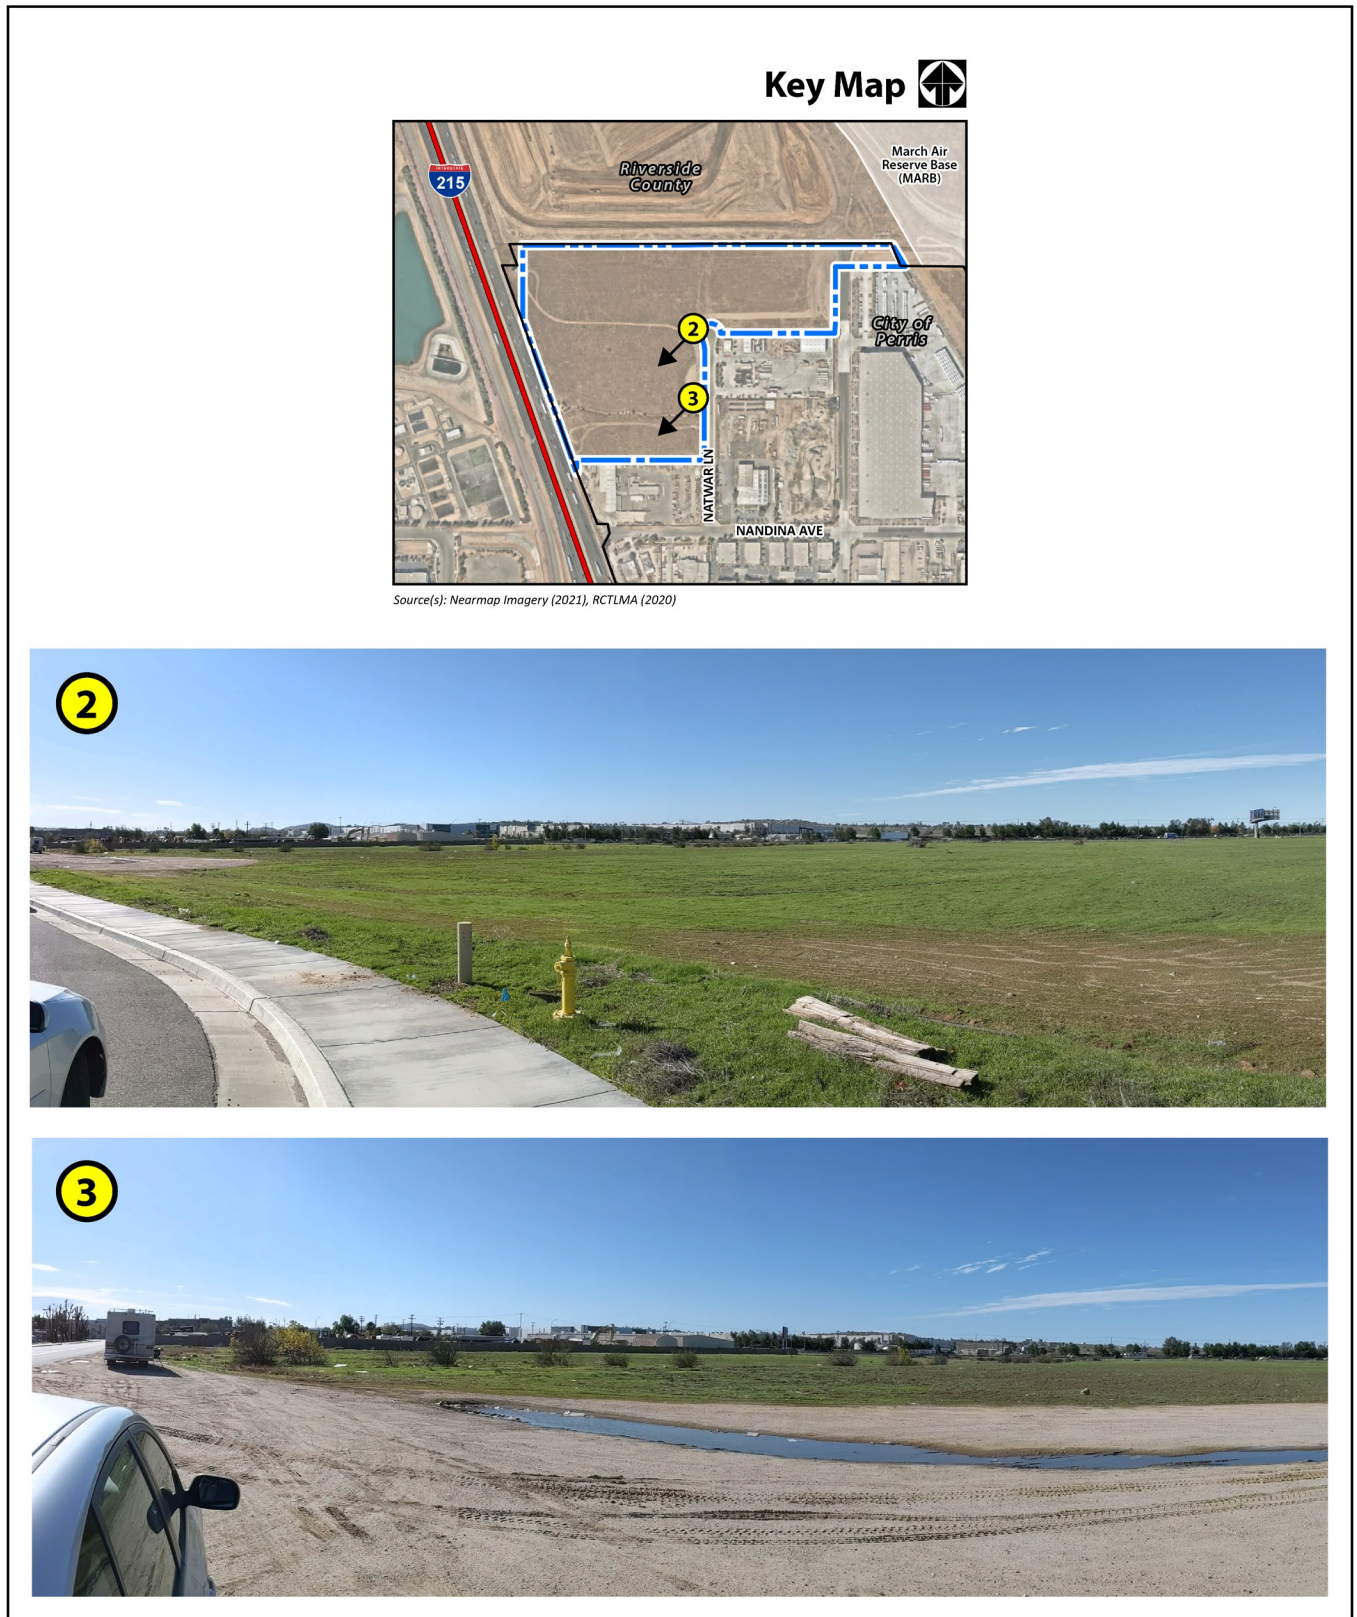 Key Map
INTERSTATE
215
Riverside
County
March Air
Reserve Base
(MARB)
City of
Perris
2
3
NATWAR LN
NANDINA AVE
Source(s): Nearmap Imagery (2021), RCTLMA (2020)
2
3